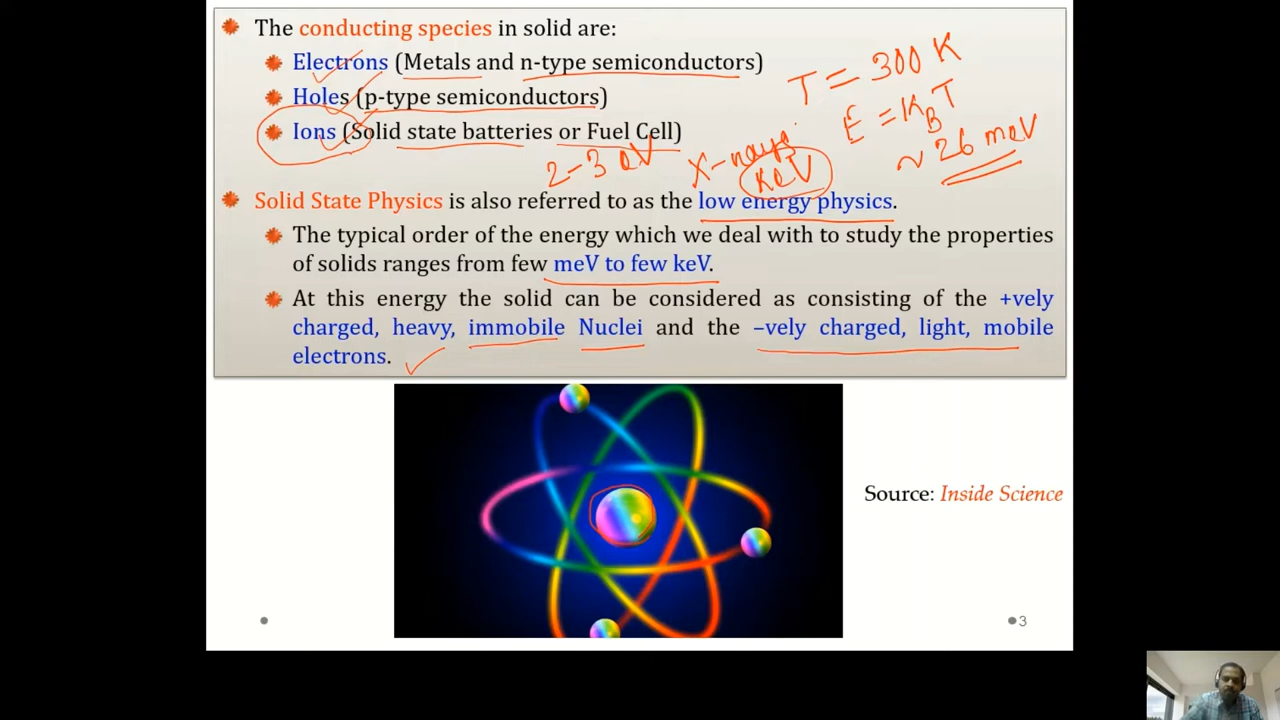 The conducting species in solid are:
Electrons (Metals and n-type semiconductors)
Holes (p-type semiconductors)
Ions (Solid state batteries or Fuel Cell)
T = 300 K
E = K_B T
~ 26 meV
2-3 eV
X-rays
keV
Solid State Physics is also referred to as the low energy physics.
The typical order of the energy which we deal with to study the properties
of solids ranges from few meV to few keV.
At this energy the solid can be considered as consisting of the +vely
charged, heavy, immobile Nuclei and the –vely charged, light, mobile
electrons.
Source: Inside Science
3